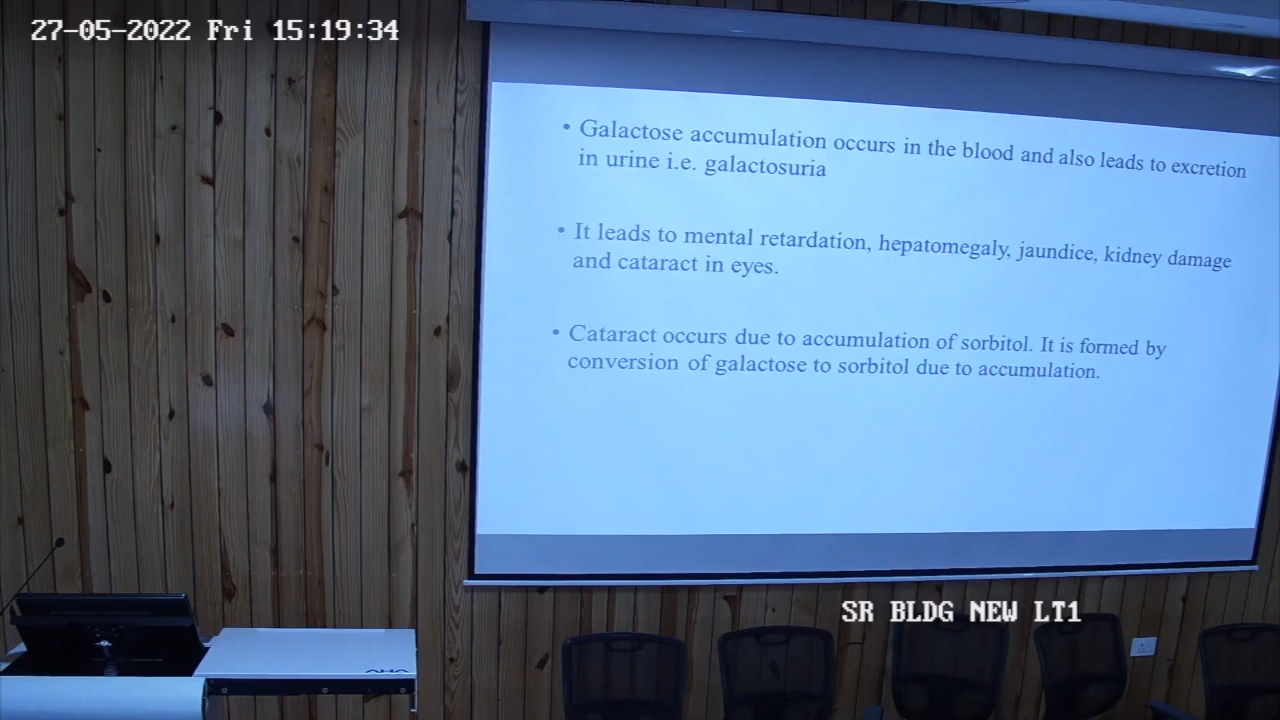 27-05-2022 Fri 15:19:34
• Galactose accumulation occurs in the blood and also leads to excretion
in urine i.e. galactosuria
• It leads to mental retardation, hepatomegaly, jaundice, kidney damage
and cataract in eyes.
• Cataract occurs due to accumulation of sorbitol. It is formed by
conversion of galactose to sorbitol due to accumulation.
SR BLDG NEW LT1
AHA